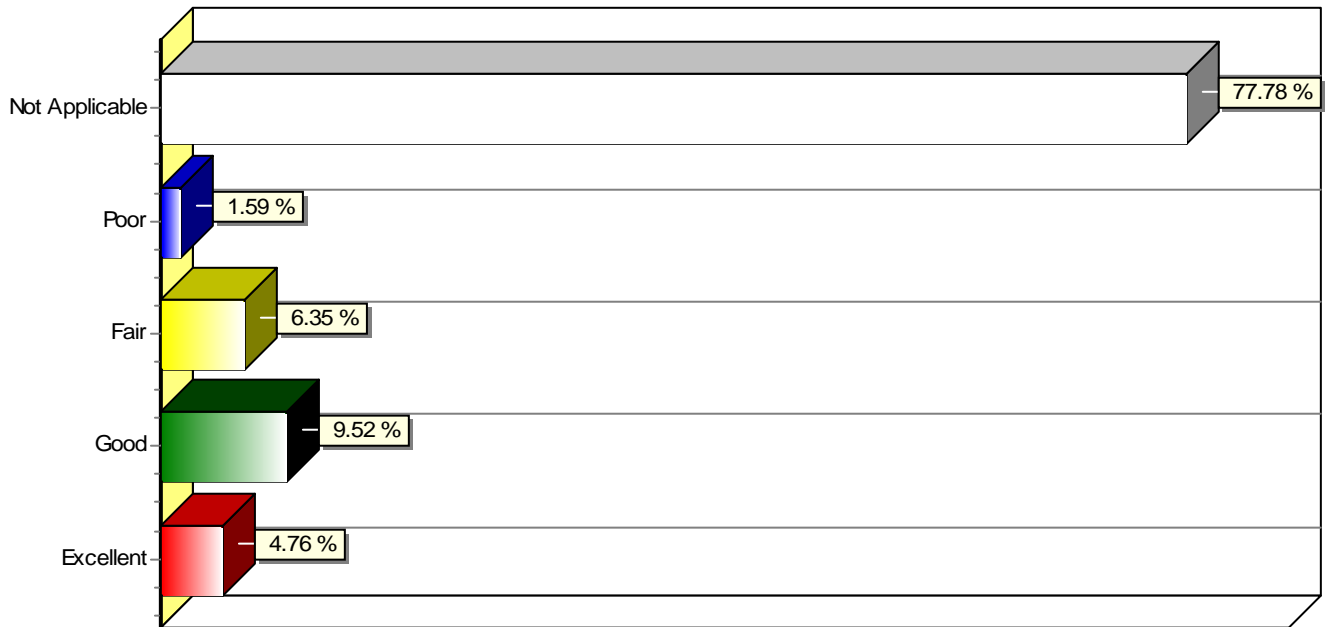 Not Applicable
77.78 %
Poor
1.59 %
Fair
6.35 %
Good
9.52 %
Excellent
4.76 %